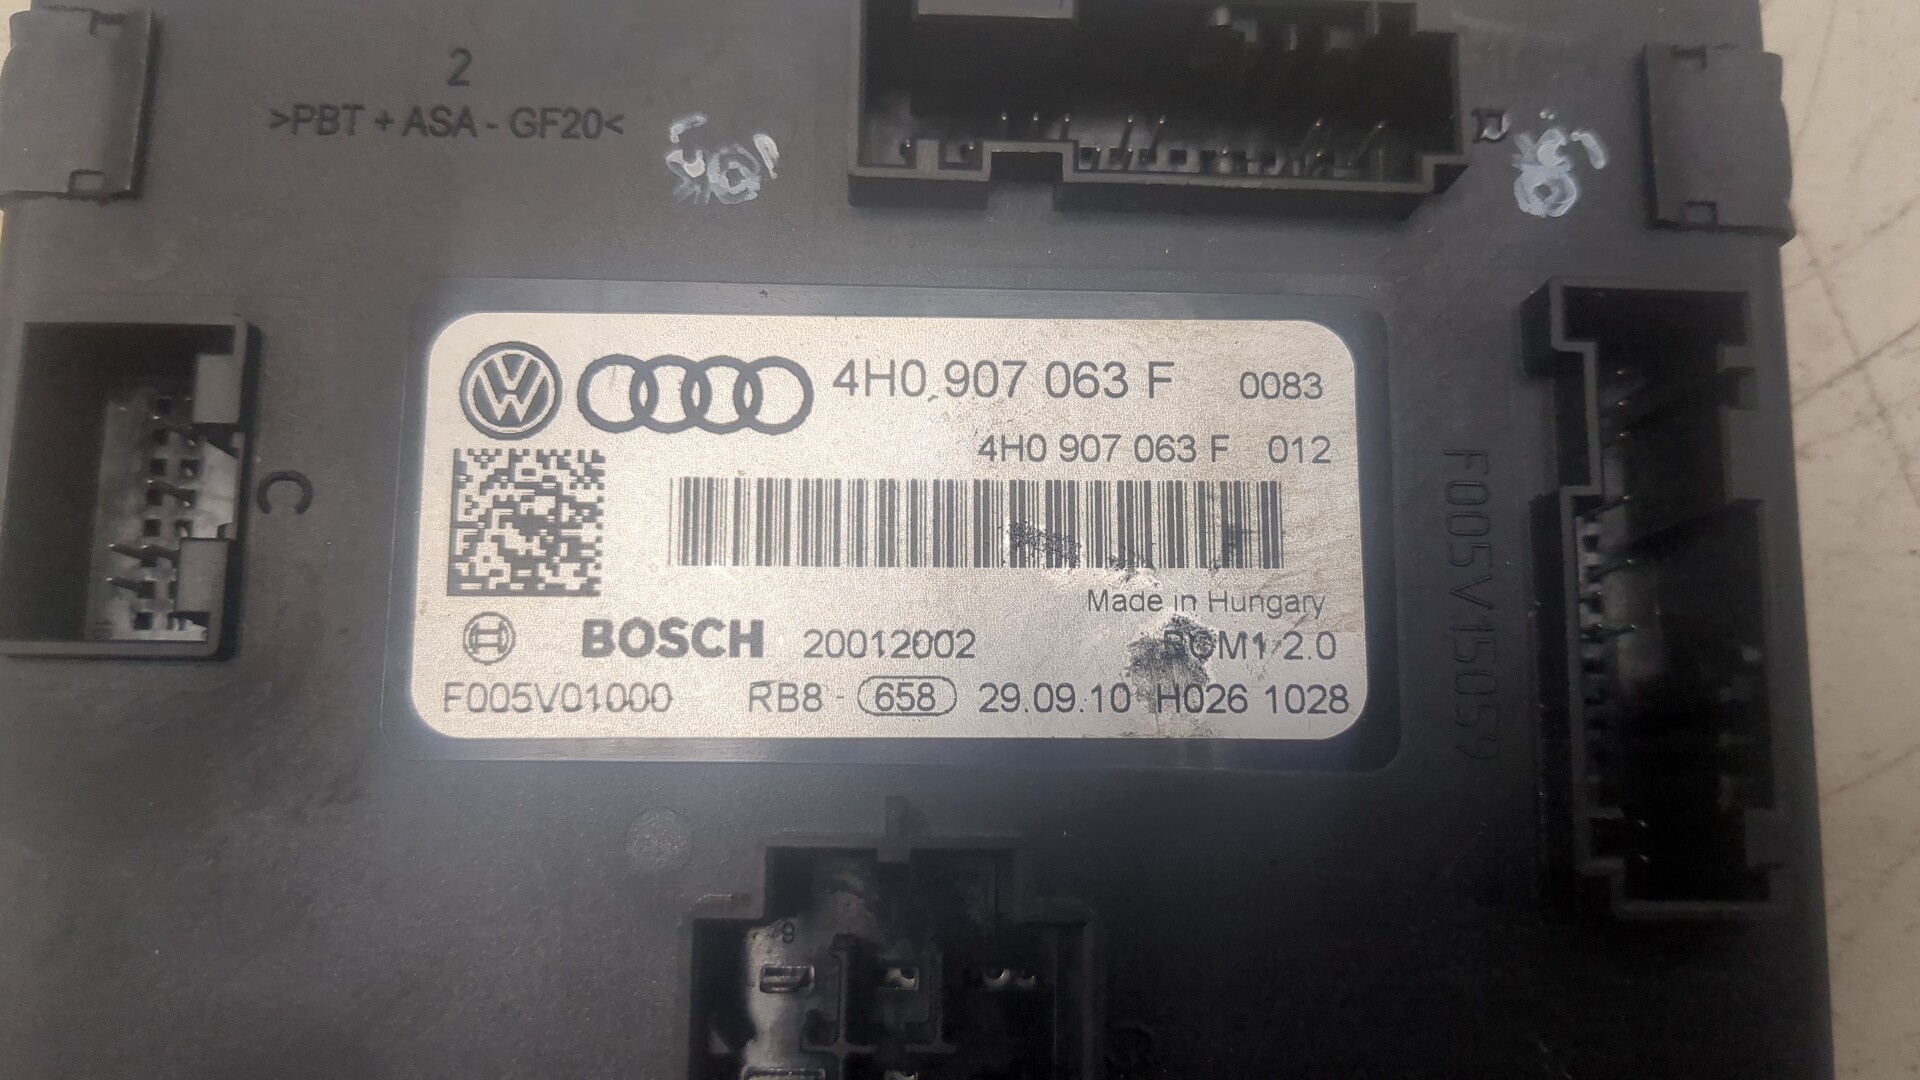 2
>PBT + ASA - GF20<
D
4H0 907 063 F 0083
4H0 907 063 F 012
C
Made in Hungary
BOSCH 20012002 BCM1 2.0
F005V01000 RB8 - 658 29.09.10 H026 1028
F005V15059
9